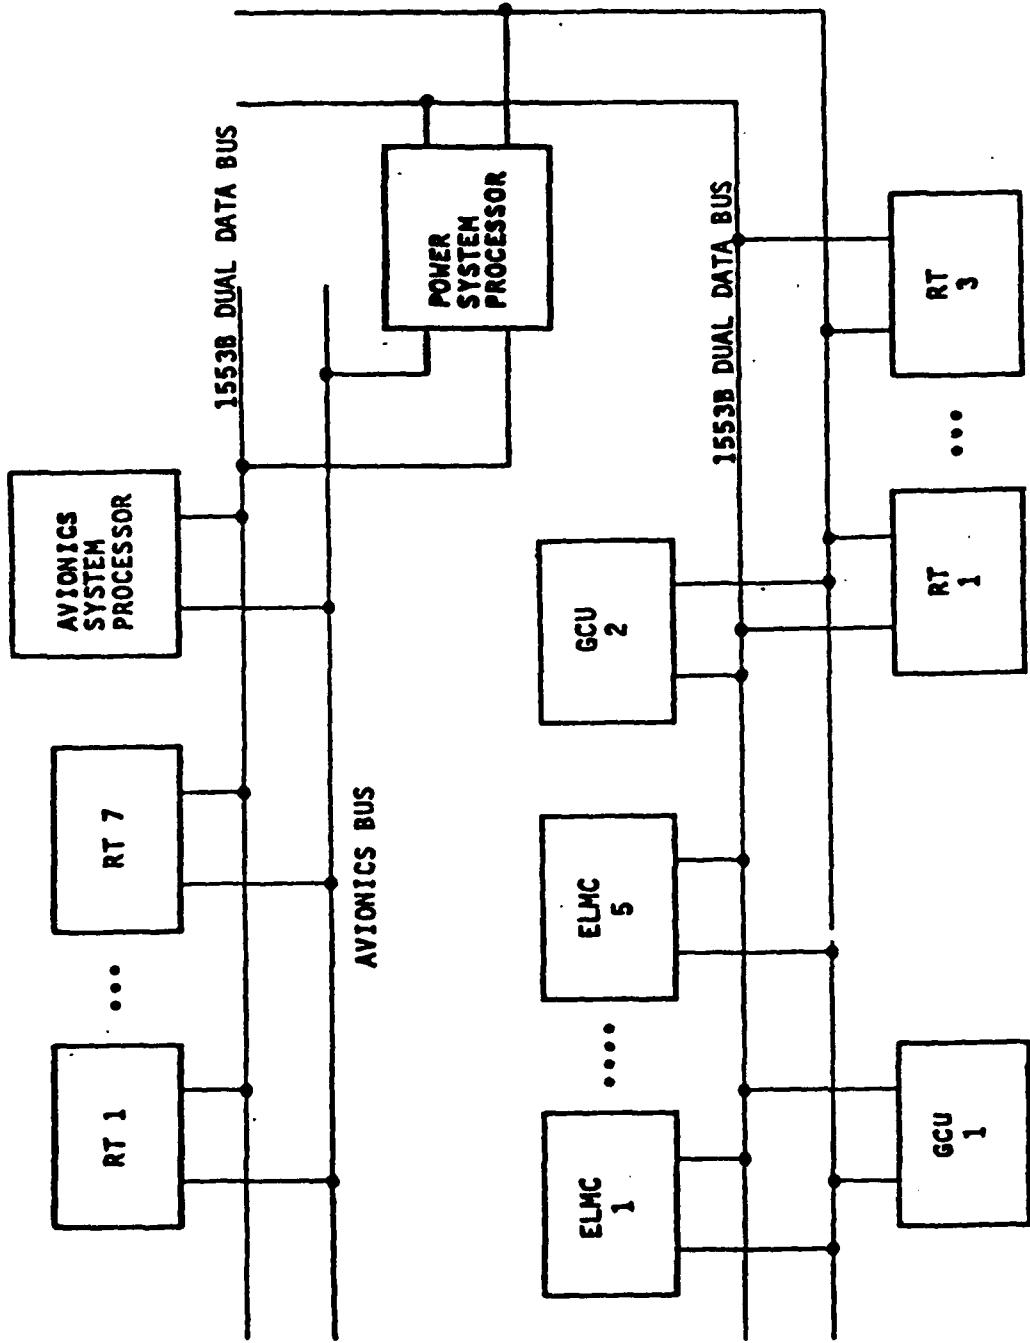 RT 1
RT 7
AVIONICS
SYSTEM
PROCESSOR
1553B DUAL DATA BUS
AVIONICS BUS
POWER
SYSTEM
PROCESSOR
ELMC
1
ELMC
5
GCU
2
1553B DUAL DATA BUS
GCU
1
RT
1
RT
3